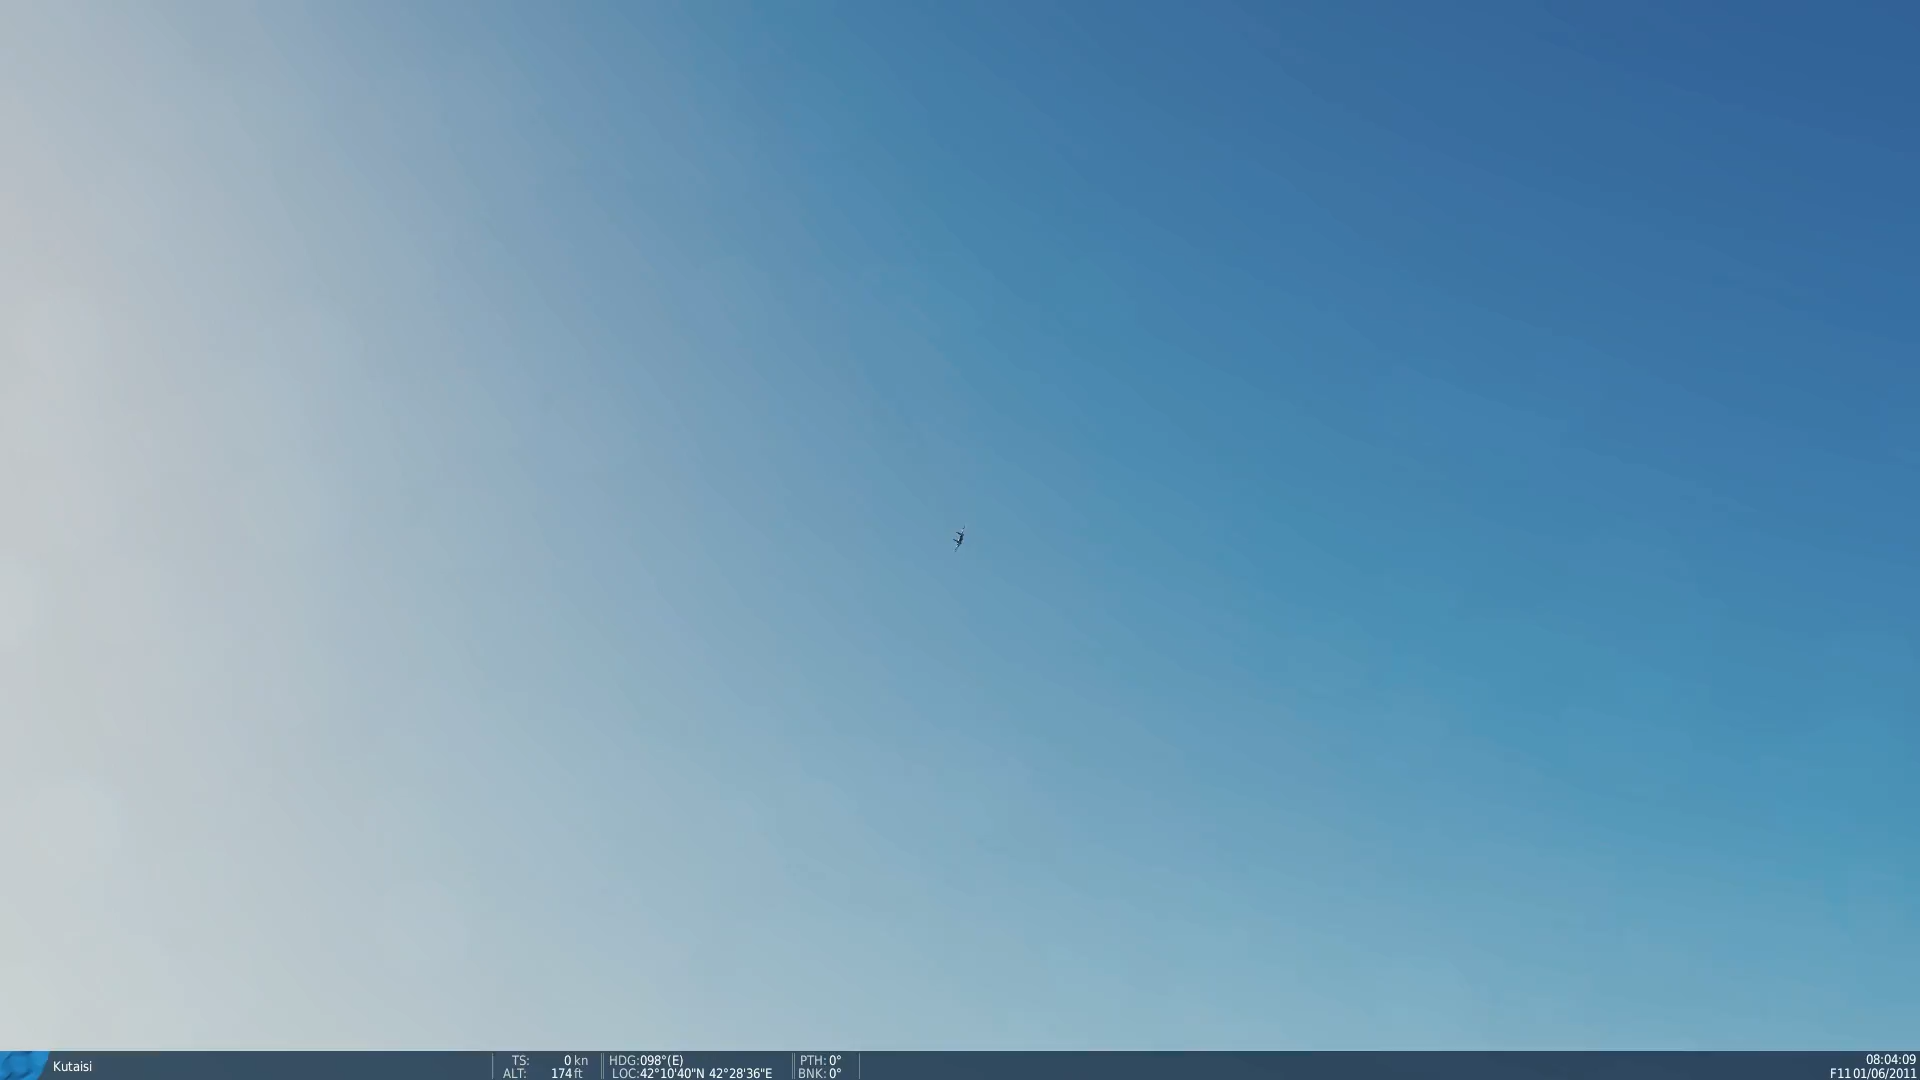 Kutaisi
TS: 0 kn
ALT: 174 ft
HDG:098°(E)
LOC:42°10'40"N 42°28'36"E
PTH: 0°
BNK: 0°
08:04:09
F11 01/06/2011